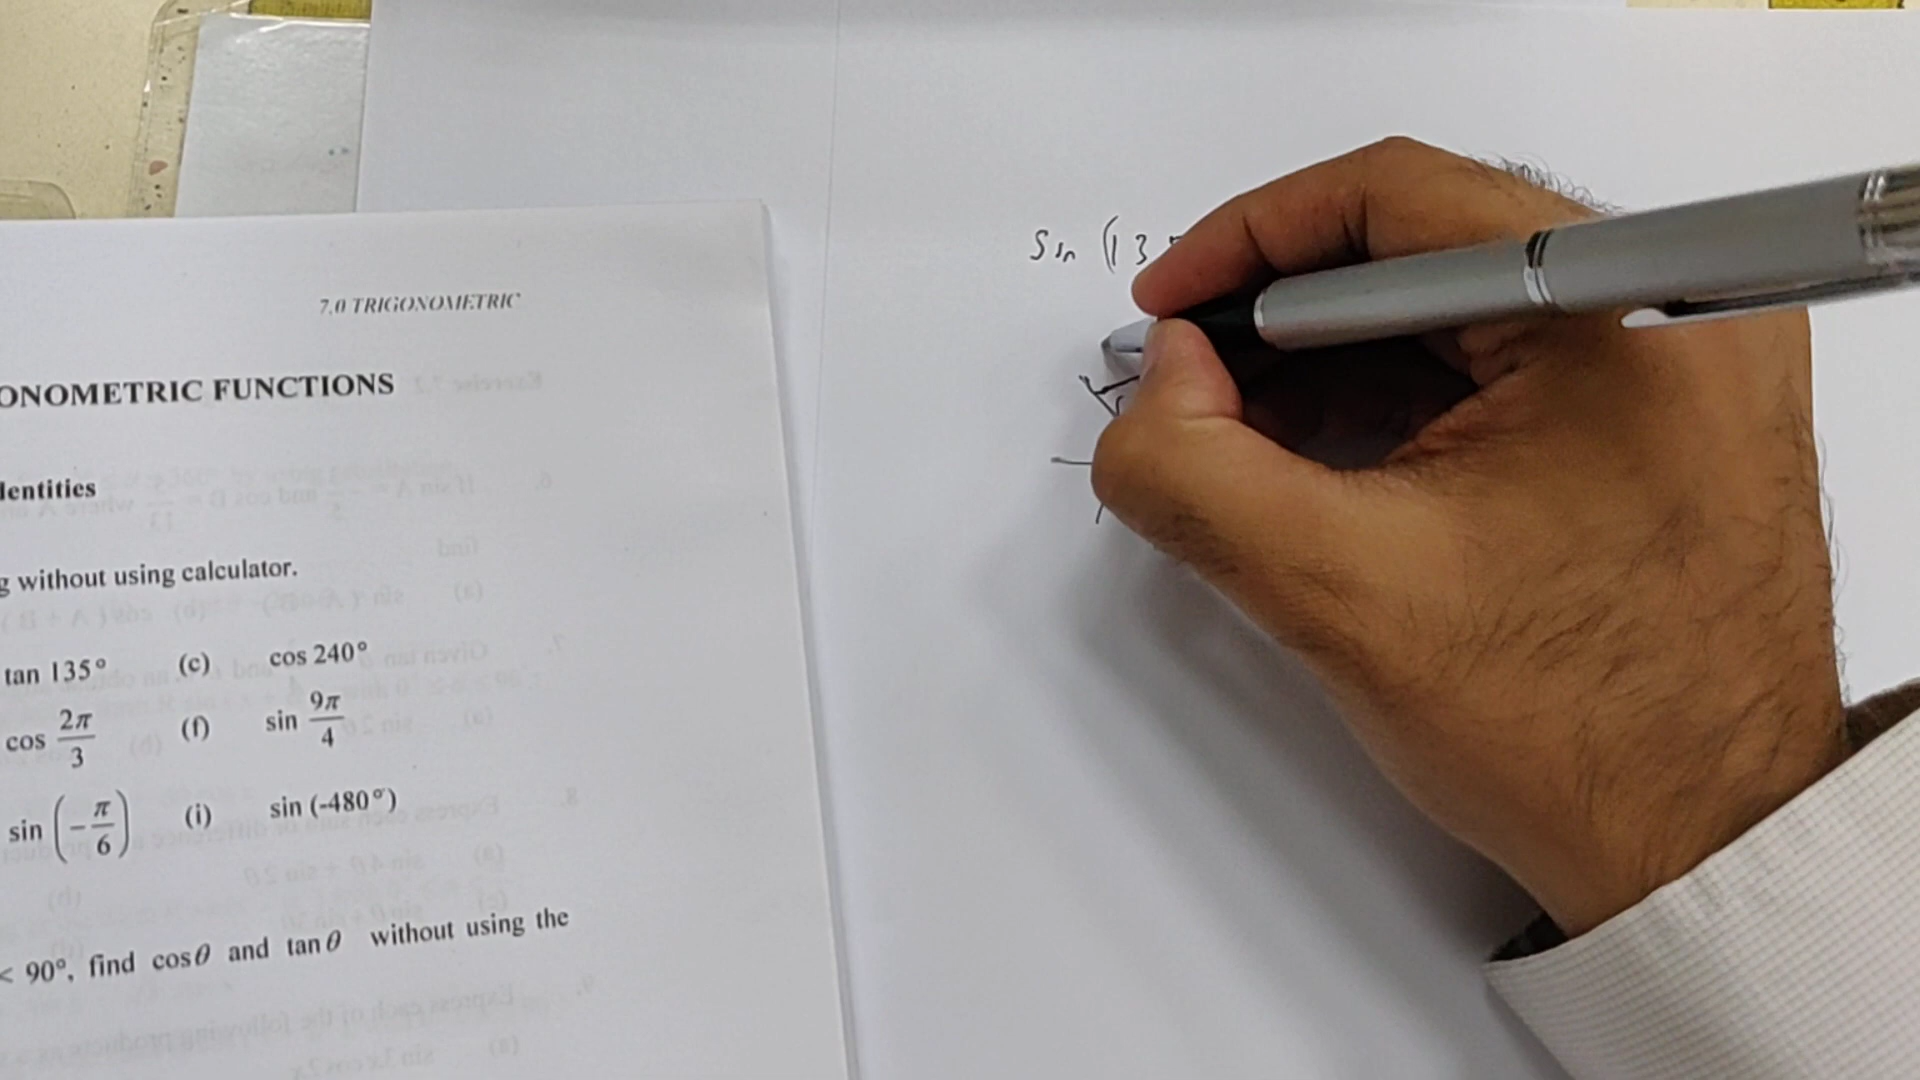 7.0 TRIGONOMETRIC
ONOMETRIC FUNCTIONS
dentities
g without using calculator.
tan 135° (c) cos 240°
cos 2π/3 (f) sin 9π/4
sin (-π/6) (i) sin (-480°)
< 90°, find cosθ and tanθ without using the
Sin (13